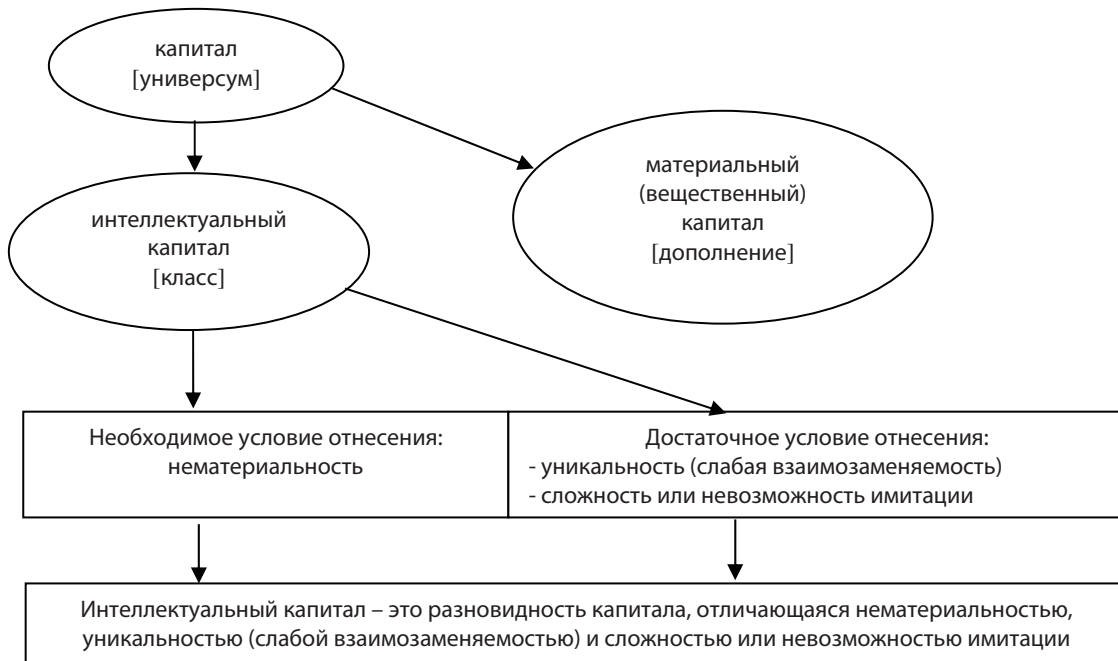 капитал
[универсум]
материальный
(вещественный)
капитал
[дополнение]
интеллектуальный
капитал
[класс]
Необходимое условие отнесения:
нематериальность
Достаточное условие отнесения:
- уникальность (слабая взаимозаменяемость)
- сложность или невозможность имитации
Интеллектуальный капитал – это разновидность капитала, отличающаяся нематериальностью,
уникальностью (слабой взаимозаменяемостью) и сложностью или невозможностью имитации